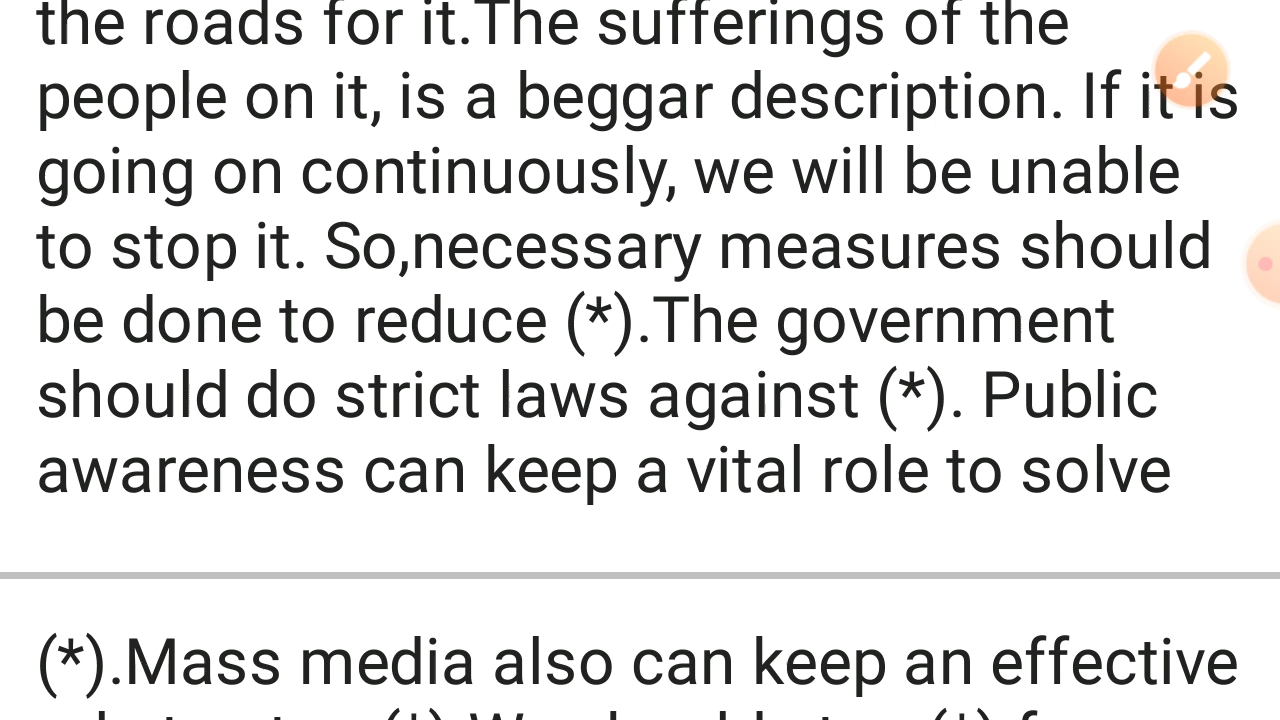 the roads for it.The sufferings of the
people on it, is a beggar description. If it is
going on continuously, we will be unable
to stop it. So,necessary measures should
be done to reduce (*).The government
should do strict laws against (*). Public
awareness can keep a vital role to solve
(*).Mass media also can keep an effective